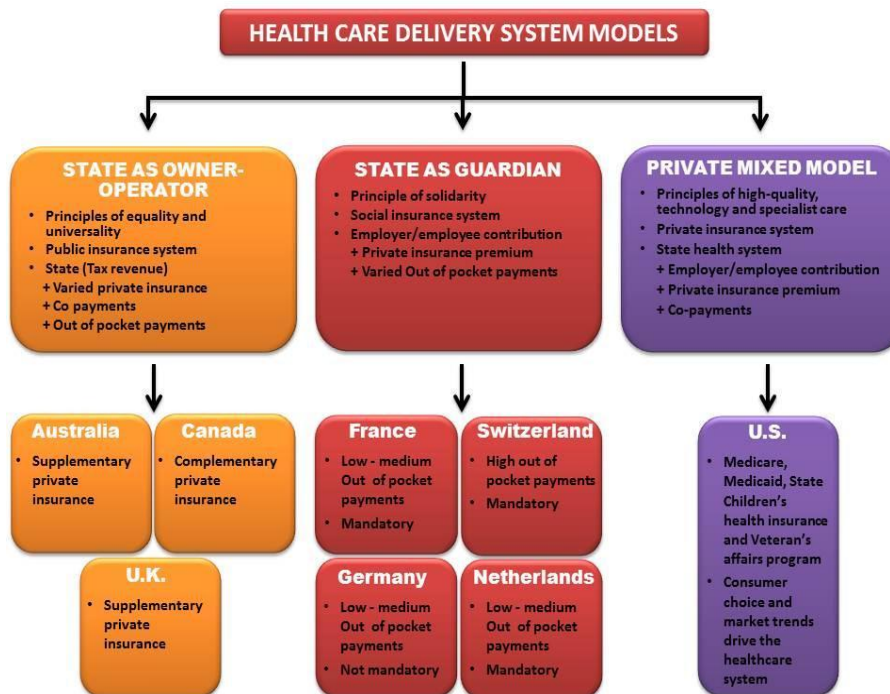 HEALTH CARE DELIVERY SYSTEM MODELS
STATE AS OWNER-
OPERATOR
• Principles of equality and
universality
• Public insurance system
• State (Tax revenue)
+ Varied private insurance
+ Co payments
+ Out of pocket payments
STATE AS GUARDIAN
• Principle of solidarity
• Social insurance system
• Employer/employee contribution
+ Private insurance premium
+ Varied Out of pocket payments
PRIVATE MIXED MODEL
• Principles of high-quality,
technology and specialist care
• Private insurance system
• State health system
+ Employer/employee contribution
+ Private insurance premium
+ Co-payments
Australia
• Supplementary
private
insurance
Canada
• Complementary
private
insurance
U.K.
• Supplementary
private
insurance
France
• Low - medium
Out of pocket
payments
• Mandatory
Switzerland
• High out of
pocket payments
• Mandatory
Germany
• Low - medium
Out of pocket
payments
• Not mandatory
Netherlands
• Low - medium
Out of pocket
payments
• Mandatory
U.S.
• Medicare,
Medicaid, State
Children's
health insurance
and Veteran's
affairs program
• Consumer
choice and
market trends
drive the
healthcare
system